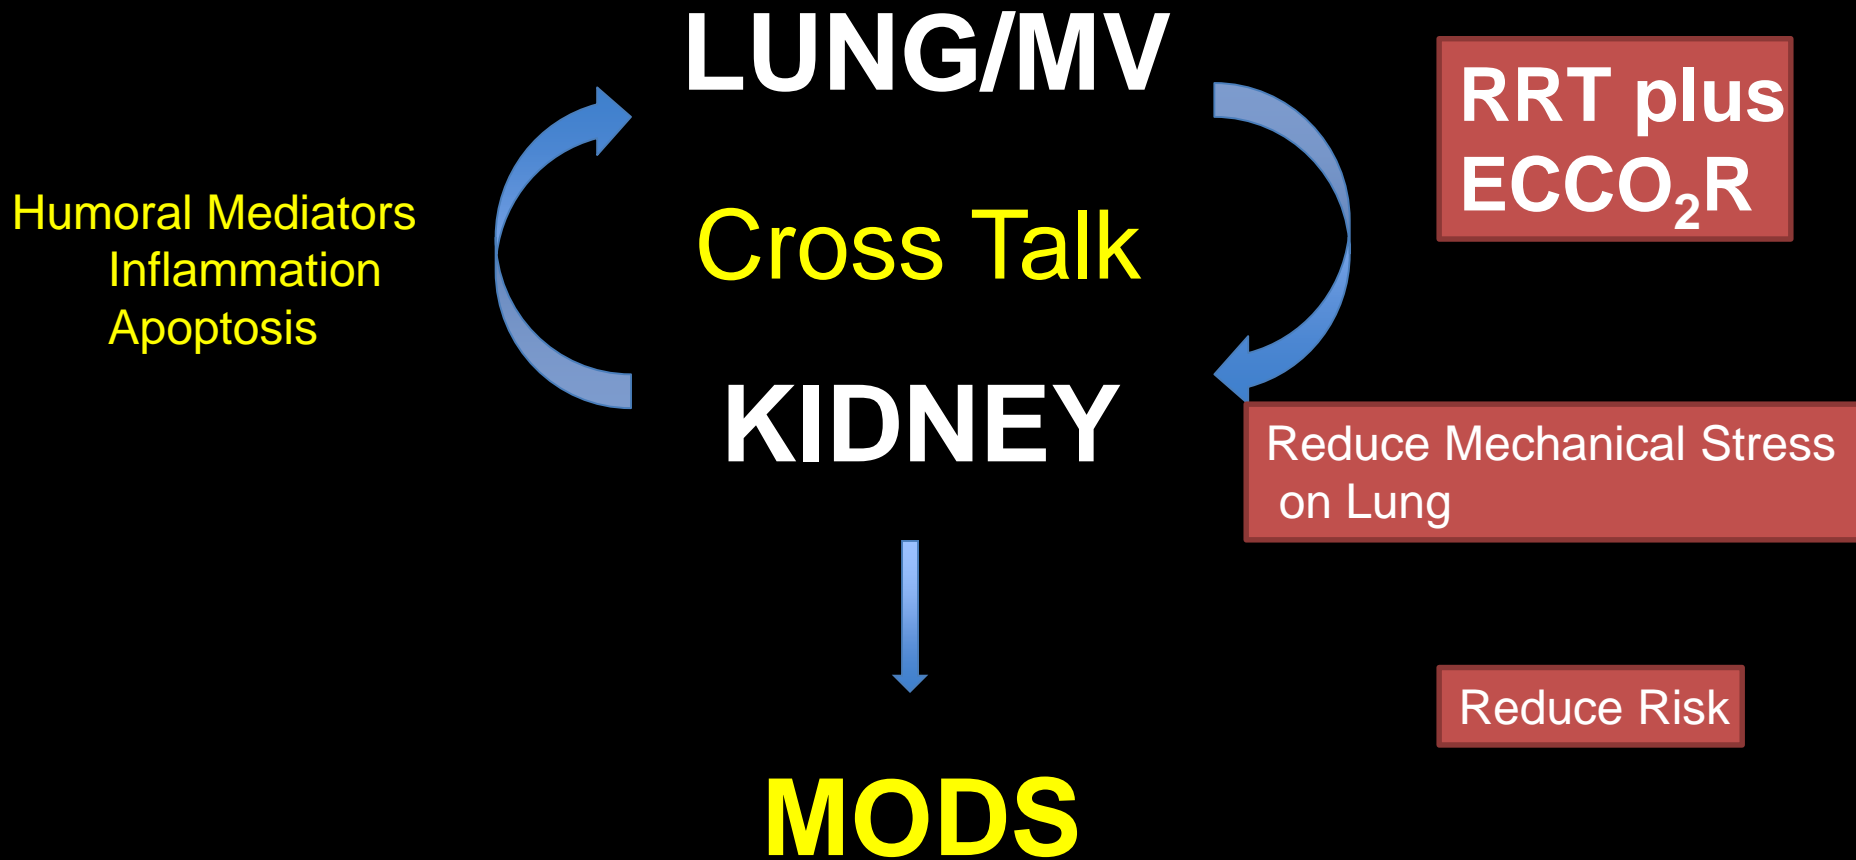 LUNG/MV
RRT plus
ECCO₂R
Humoral Mediators
Inflammation
Apoptosis
Cross Talk
KIDNEY
Reduce Mechanical Stress
on Lung
Reduce Risk
MODS